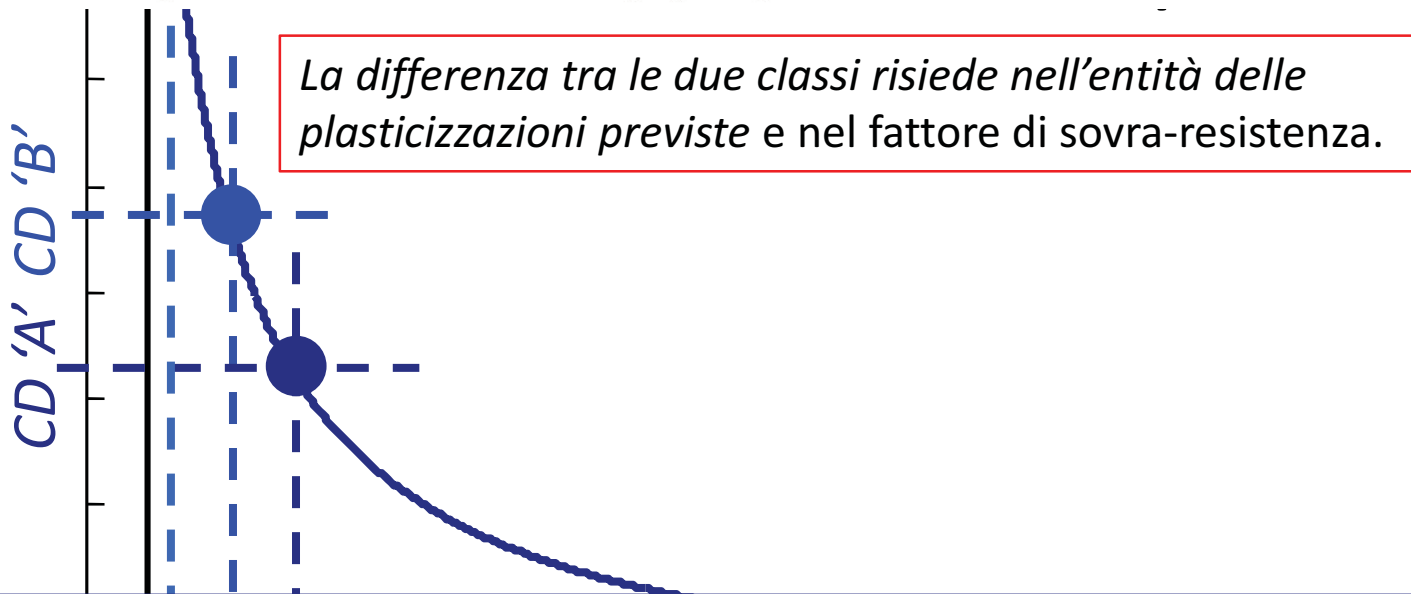 La differenza tra le due classi risiede nell’entità delle
plasticizzazioni previste e nel fattore di sovra-resistenza.
CD ‘B’
CD ‘A’